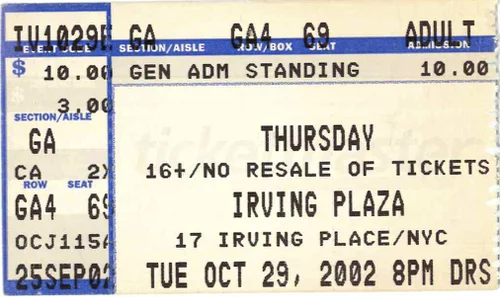 IU1029E GA GA4 69 ADULT
SECTION/AISLE ROW/BOX SEAT ADMISSION
$ 10.00 GEN ADM STANDING 10.00
3.00
SECTION/AISLE
GA THURSDAY
CA 2X 16+/NO RESALE OF TICKETS
ROW SEAT
GA4 69 IRVING PLAZA
OCJ115A 17 IRVING PLACE/NYC
25SEP02 TUE OCT 29, 2002 8PM DRS